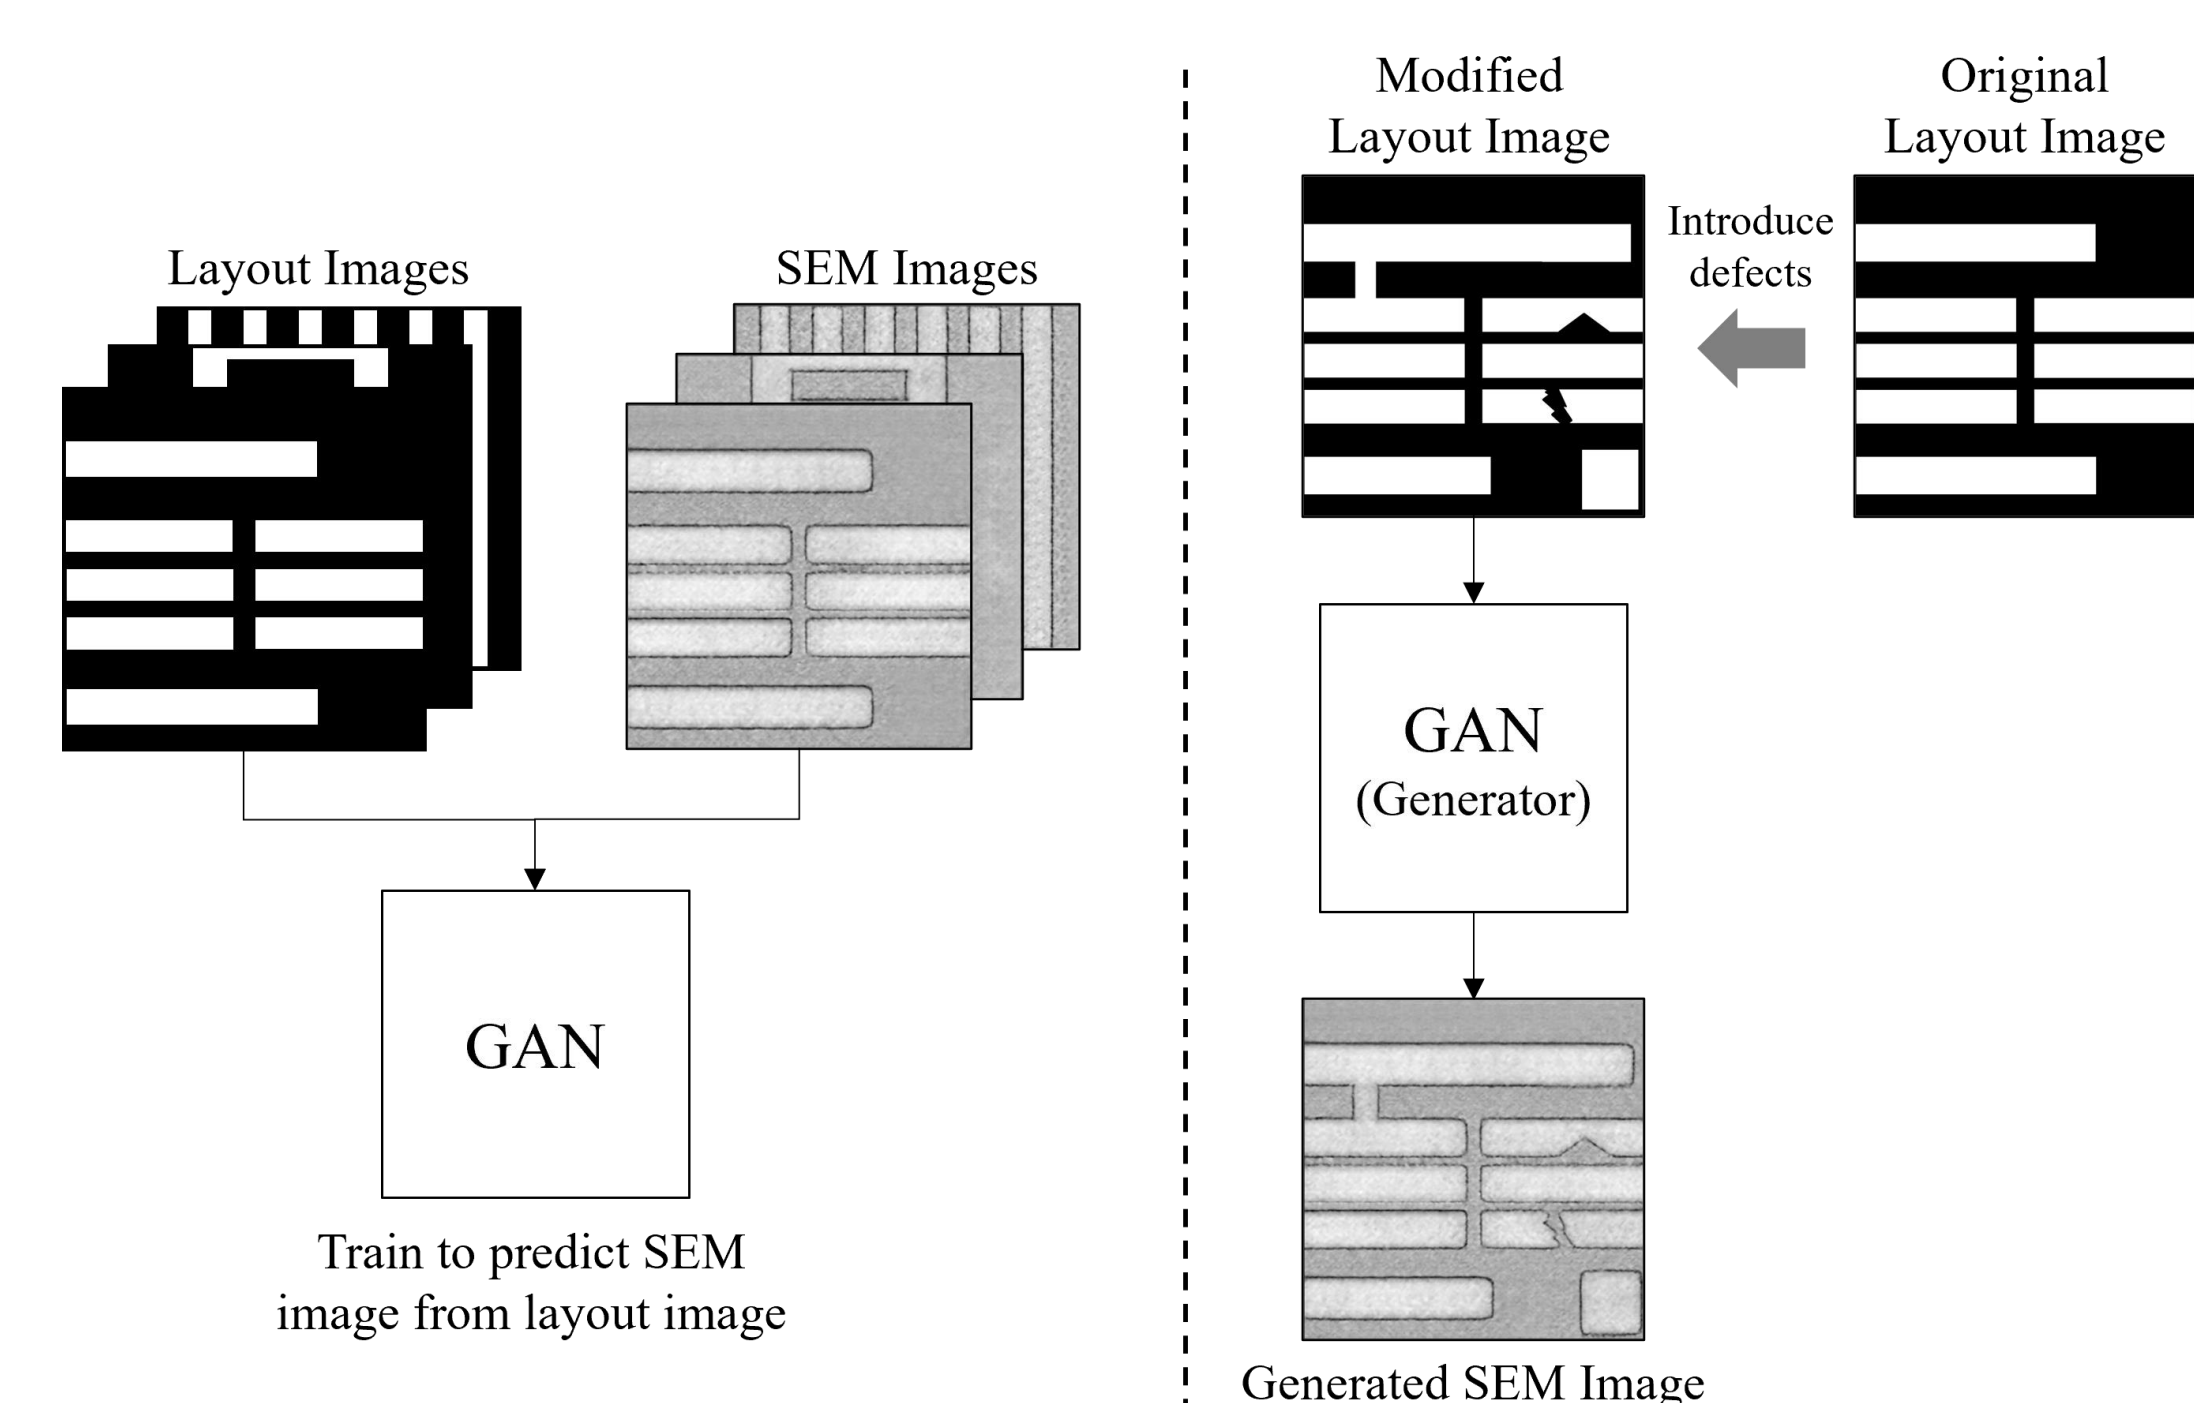 Layout Images
SEM Images
GAN
Train to predict SEM
image from layout image
Modified
Layout Image
Introduce
defects
Original
Layout Image
GAN
(Generator)
Generated SEM Image